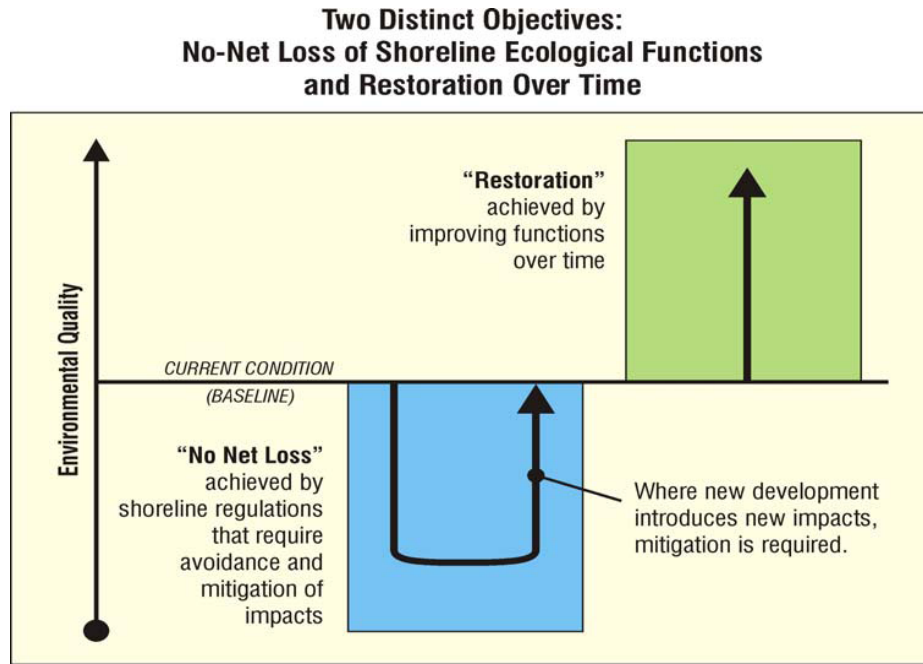 Two Distinct Objectives:
No-Net Loss of Shoreline Ecological Functions
and Restoration Over Time
Environmental Quality
“Restoration”
achieved by
improving functions
over time
CURRENT CONDITION
(BASELINE)
“No Net Loss”
achieved by
shoreline regulations
that require
avoidance and
mitigation of
impacts
Where new development
introduces new impacts,
mitigation is required.